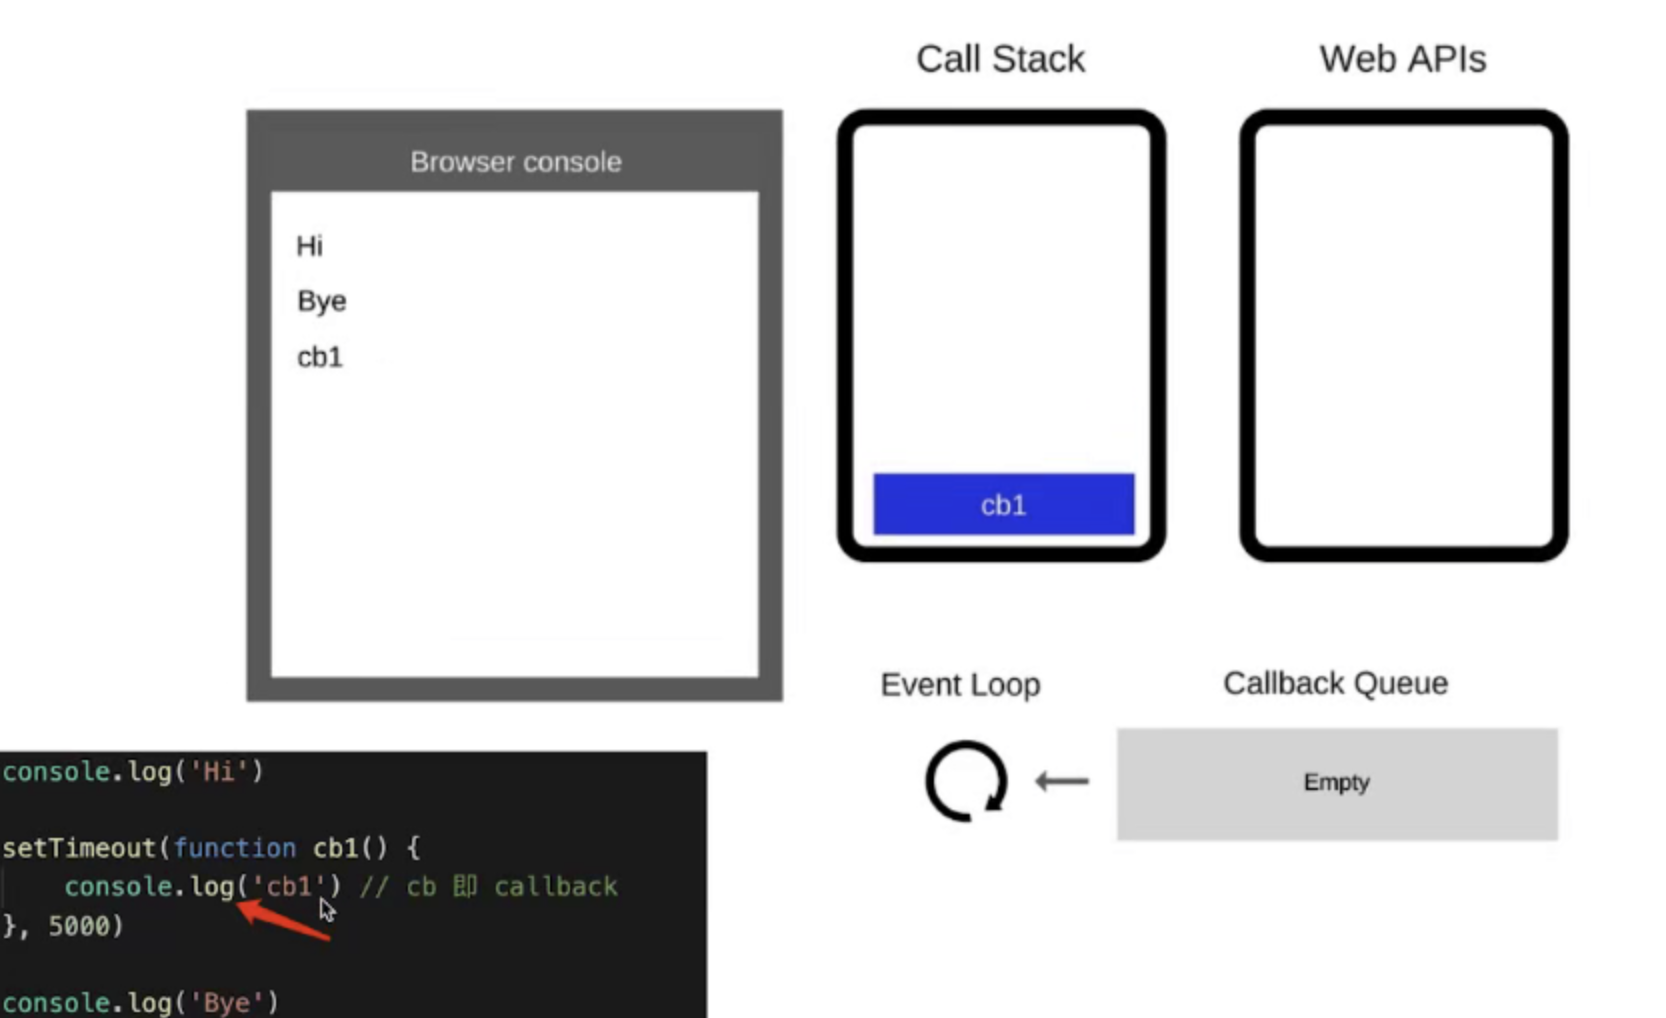 Call Stack
Web APIs
Browser console
Hi
Bye
cb1
cb1
Event Loop
Callback Queue
Empty
console.log('Hi')
setTimeout(function cb1() {
    console.log('cb1') // cb 即 callback
}, 5000)
console.log('Bye')